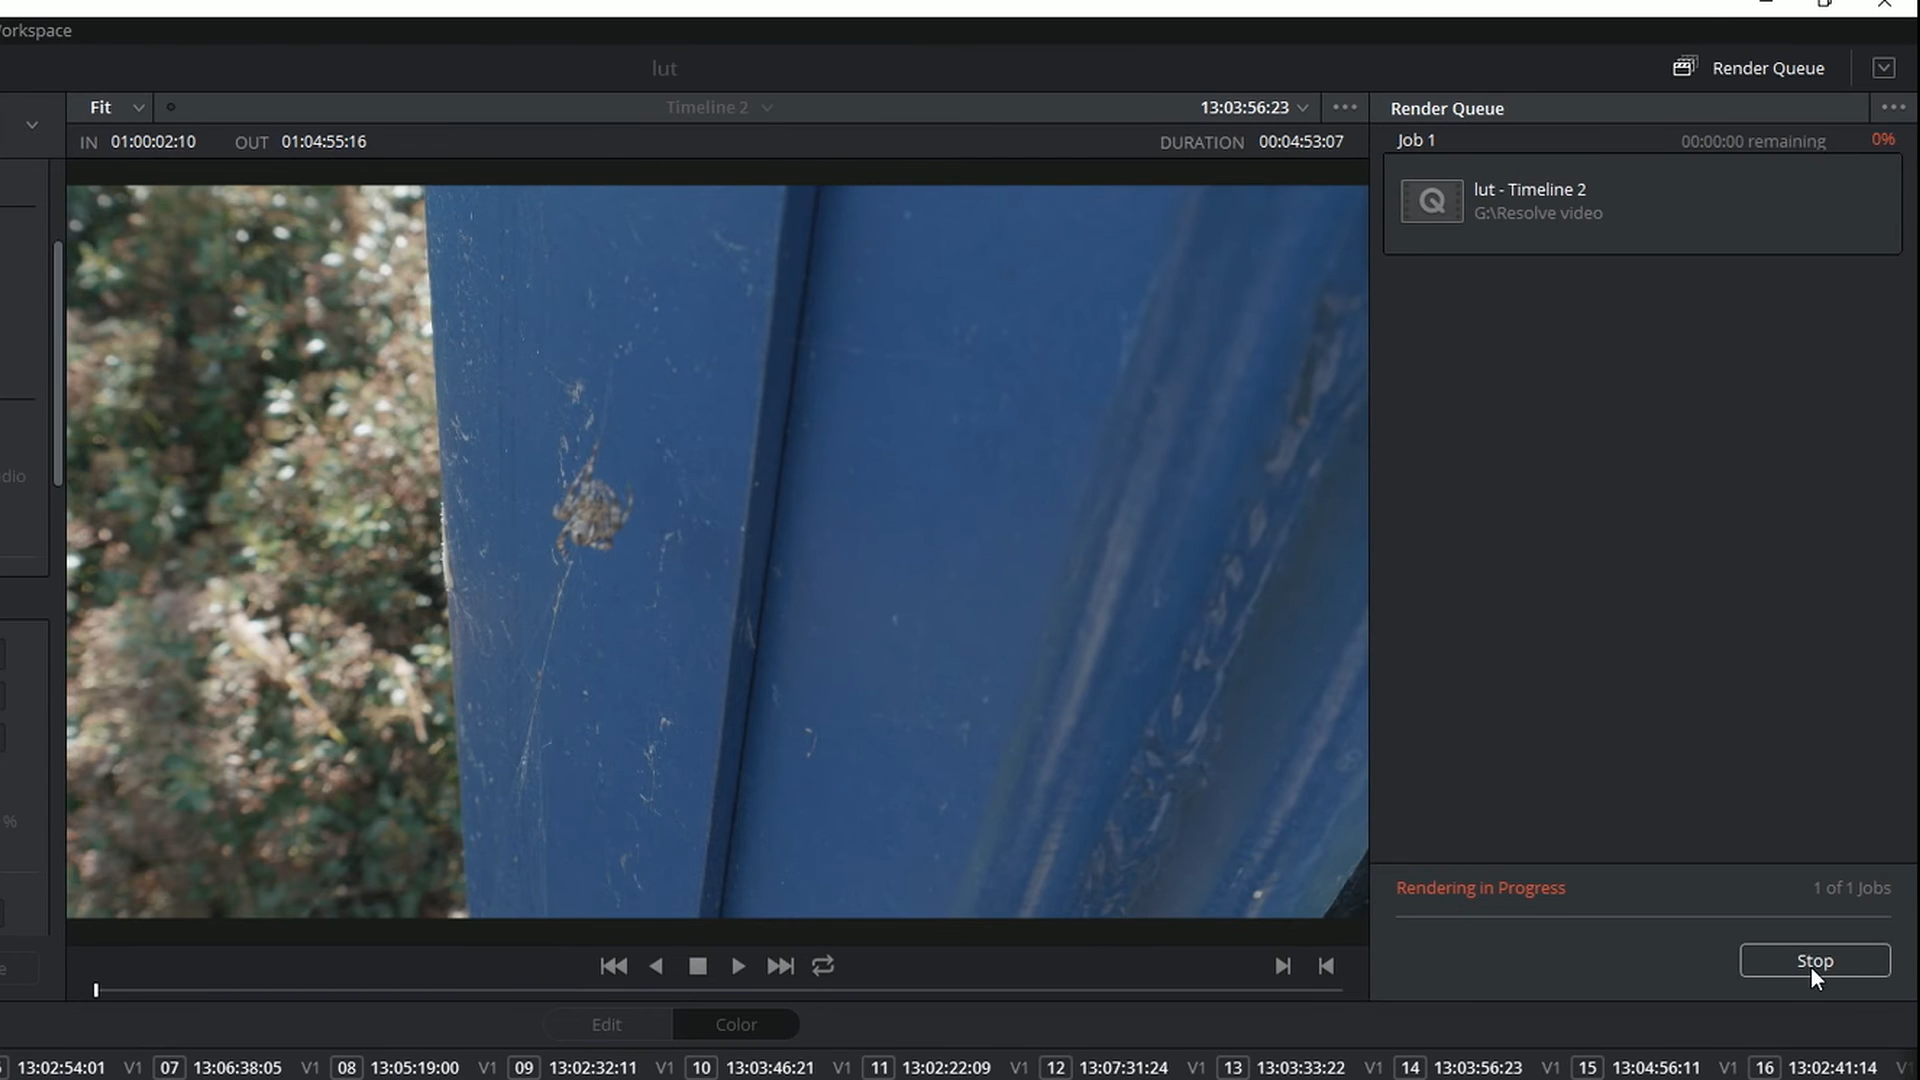 orkspace
lut
Render Queue
Fit
Timeline 2
13:03:56:23
Render Queue
IN 01:00:02:10 OUT 01:04:55:16
DURATION 00:04:53:07
Job 1 00:00:00 remaining 0%
lut - Timeline 2
G:\Resolve video
dio
%
Rendering in Progress 1 of 1 Jobs
e
Stop
Edit Color
13:02:54:01 V1 07 13:06:38:05 V1 08 13:05:19:00 V1 09 13:02:32:11 V1 10 13:03:46:21 V1 11 13:02:22:09 V1 12 13:07:31:24 V1 13 13:03:33:22 V1 14 13:03:56:23 V1 15 13:04:56:11 V1 16 13:02:41:14 V1